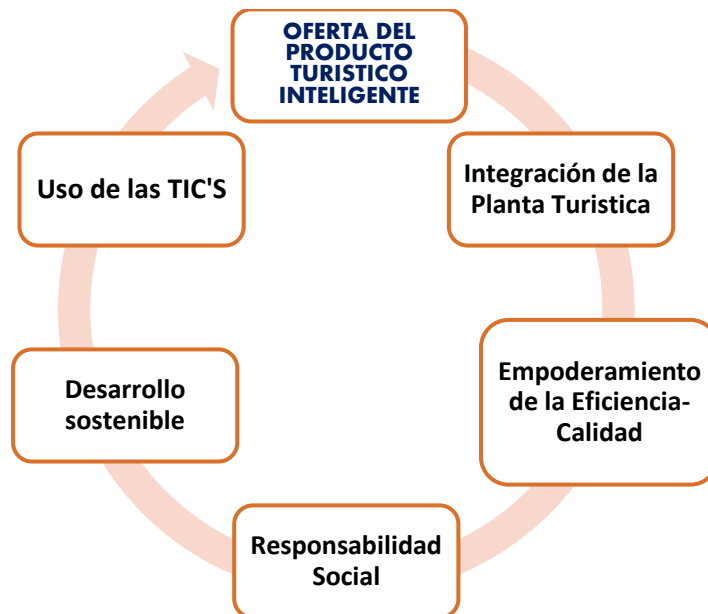 OFERTA DEL
PRODUCTO
TURISTICO
INTELIGENTE
Integración de la
Planta Turistica
Empoderamiento
de la Eficiencia-
Calidad
Responsabilidad
Social
Desarrollo
sostenible
Uso de las TIC'S